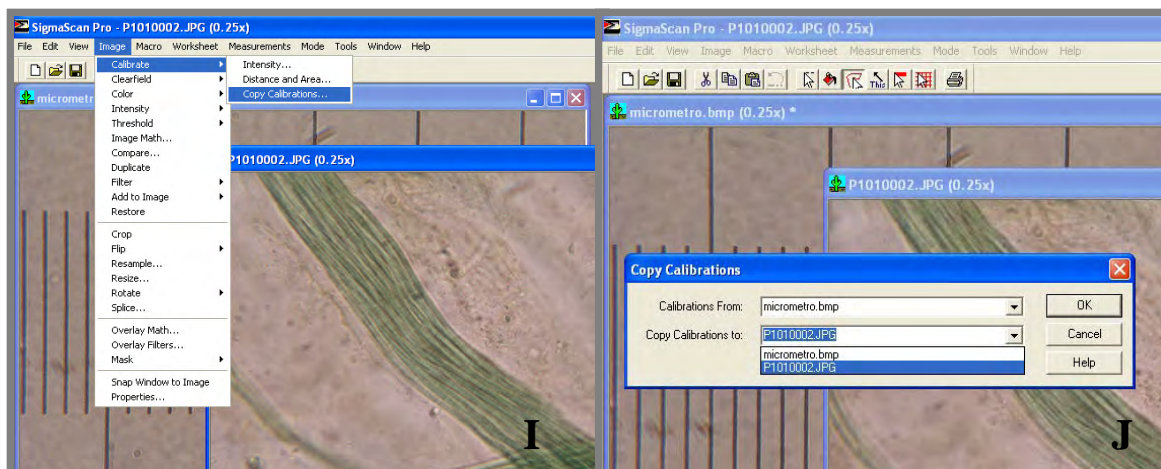 SigmaScan Pro - P1010002.JPG (0.25x)
File Edit View Image Macro Worksheet Measurements Mode Tools Window Help
Calibrate
Clearfield
Color
Intensity
Threshold
Image Math...
Compare...
Duplicate
Filter
Add to Image
Restore
Crop
Flip
Resample...
Resize...
Rotate
Splice...
Overlay Math...
Overlay Filters...
Mask
Snap Window to Image
Properties...
Intensity...
Distance and Area...
Copy Calibrations...
micrometr
P1010002.JPG (0.25x)
I
SigmaScan Pro - P1010002.JPG (0.25x)
File Edit View Image Macro Worksheet Measurements Mode Tools Window Help
This
micrometro.bmp (0.25x) *
P1010002.JPG (0.25x)
Copy Calibrations
Calibrations From: micrometro.bmp OK
Copy Calibrations to: P1010002.JPG Cancel
micrometro.bmp
P1010002.JPG Help
J